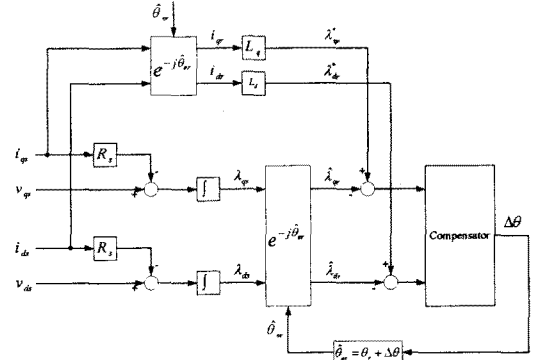 θ̂_er
i_qr L_q λ*_qr
e^{-jθ̂_er}
i_dr L_d λ*_dr
i_qs R_s -
v_qs + ∫ λ_qs λ̂_qr -
+
e^{-jθ̂_er} Compensator Δθ
i_ds R_s -
v_ds + ∫ λ_ds λ̂_dr -
+
θ̂_er
θ̂_er = θ_r + Δθ